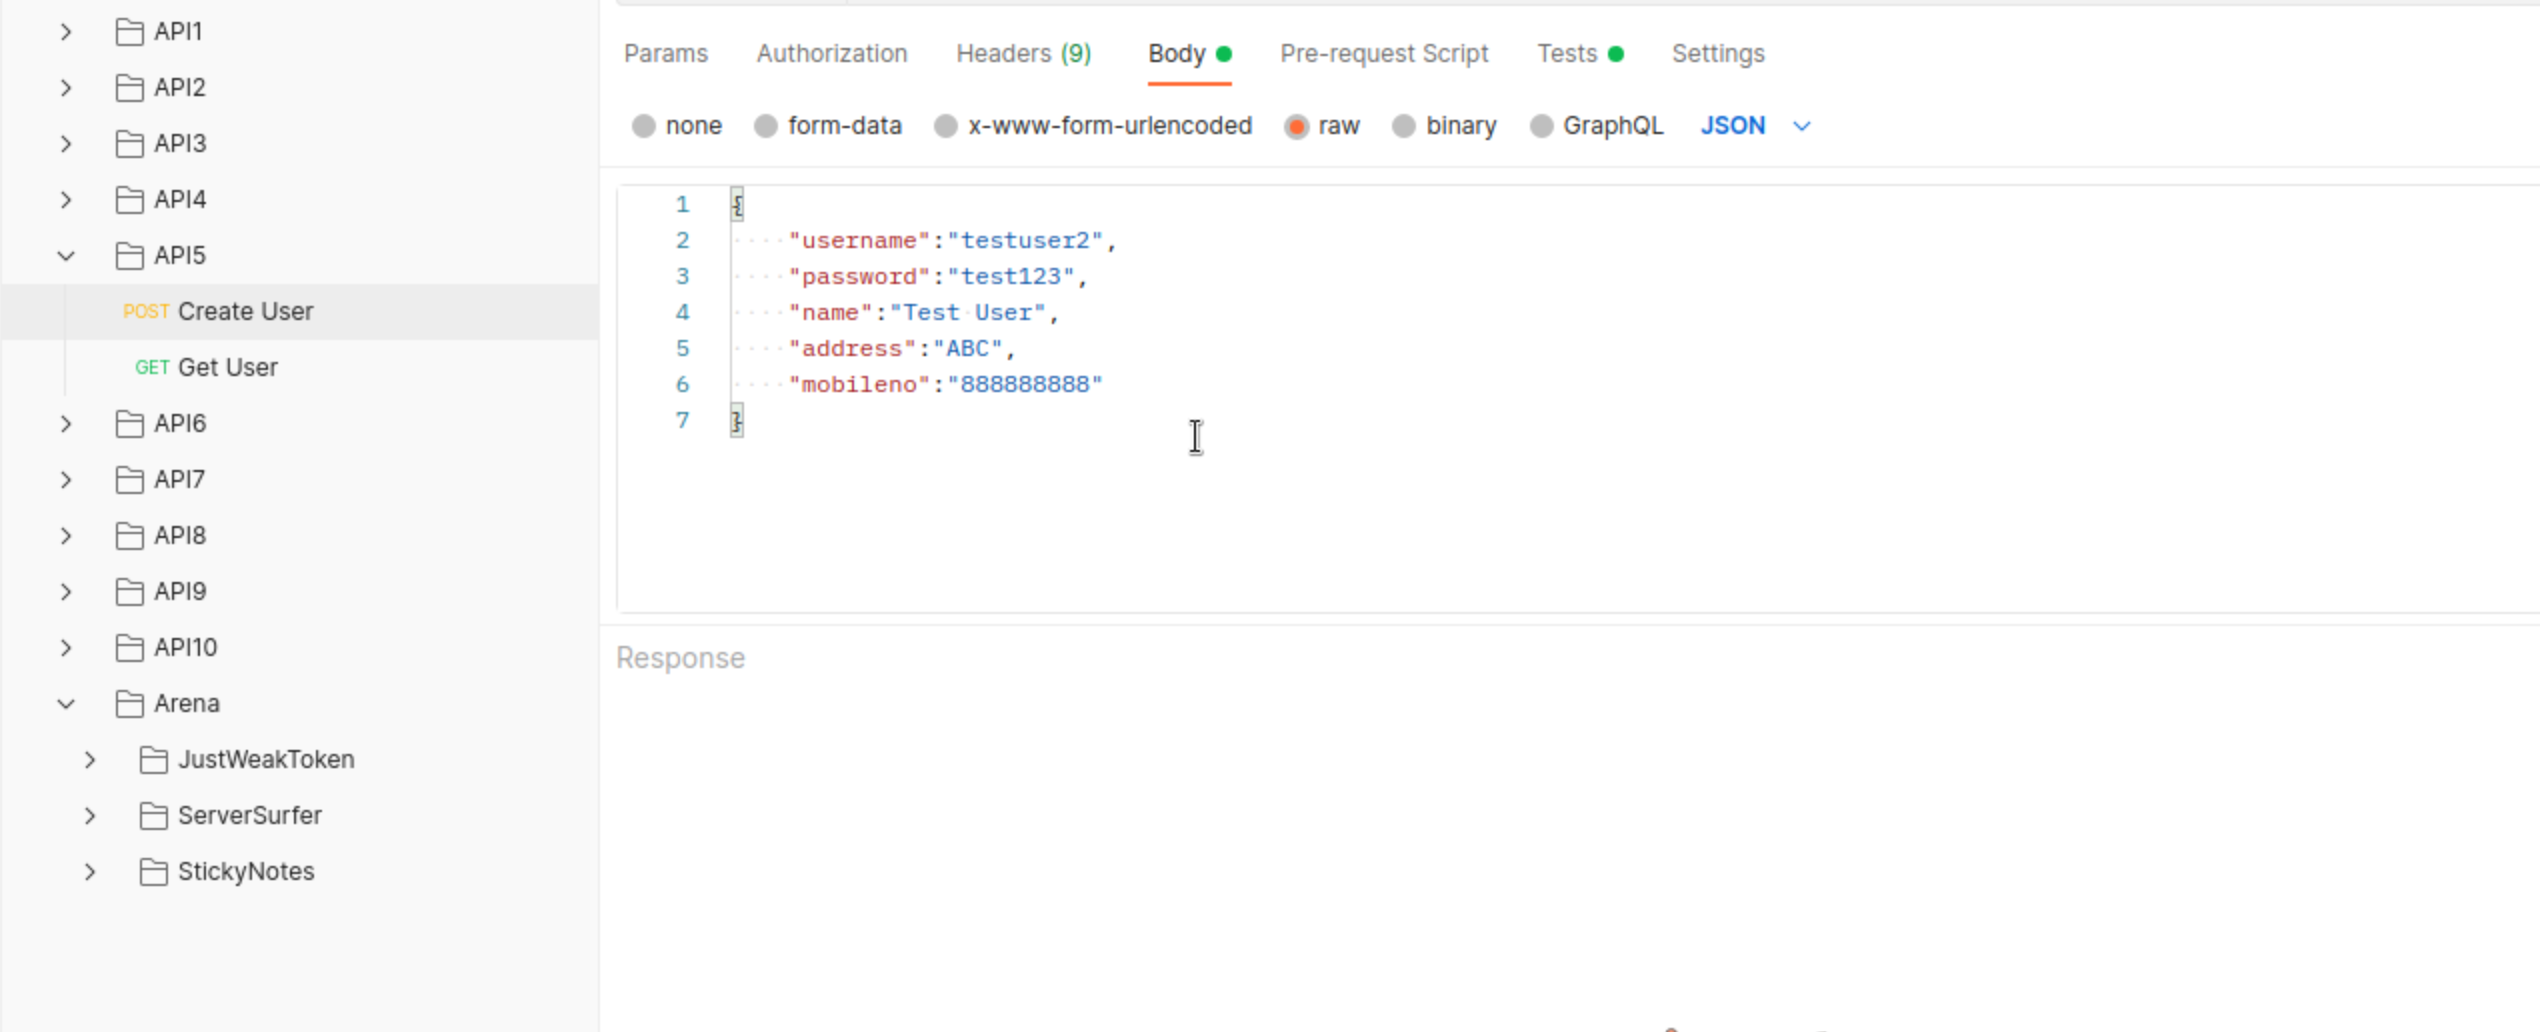 API1
API2
API3
API4
API5
POST Create User
GET Get User
API6
API7
API8
API9
API10
Arena
JustWeakToken
ServerSurfer
StickyNotes
Params Authorization Headers (9) Body Pre-request Script Tests Settings
none form-data x-www-form-urlencoded raw binary GraphQL JSON
1 {
2 "username":"testuser2",
3 "password":"test123",
4 "name":"Test User",
5 "address":"ABC",
6 "mobileno":"888888888"
7 }
Response